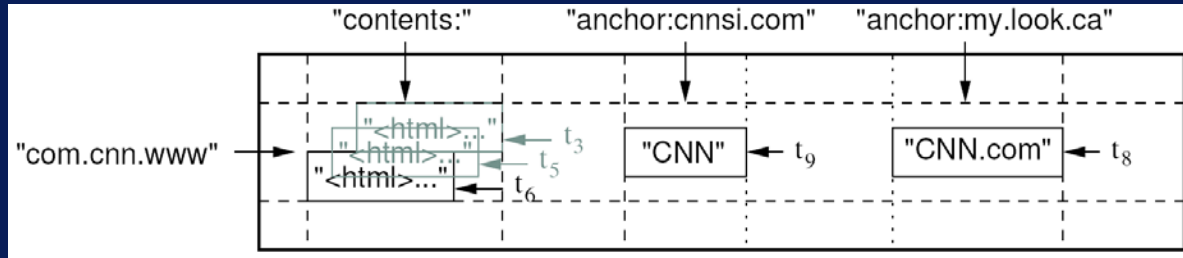 "contents:" "anchor:cnnsi.com" "anchor:my.look.ca"
"<html>..." t3
"com.cnn.www" "<html>..." t5 "CNN" t9 "CNN.com" t8
"<html>..." t6